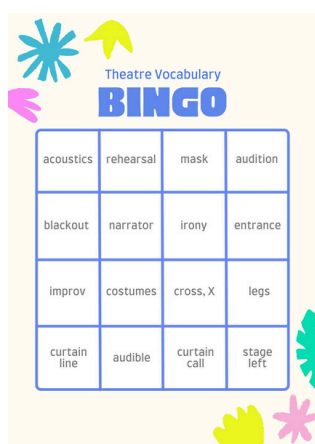 Theatre Vocabulary
BINGO
acoustics rehearsal mask audition
blackout narrator irony entrance
improv costumes cross, X legs
curtain line audible curtain call stage left